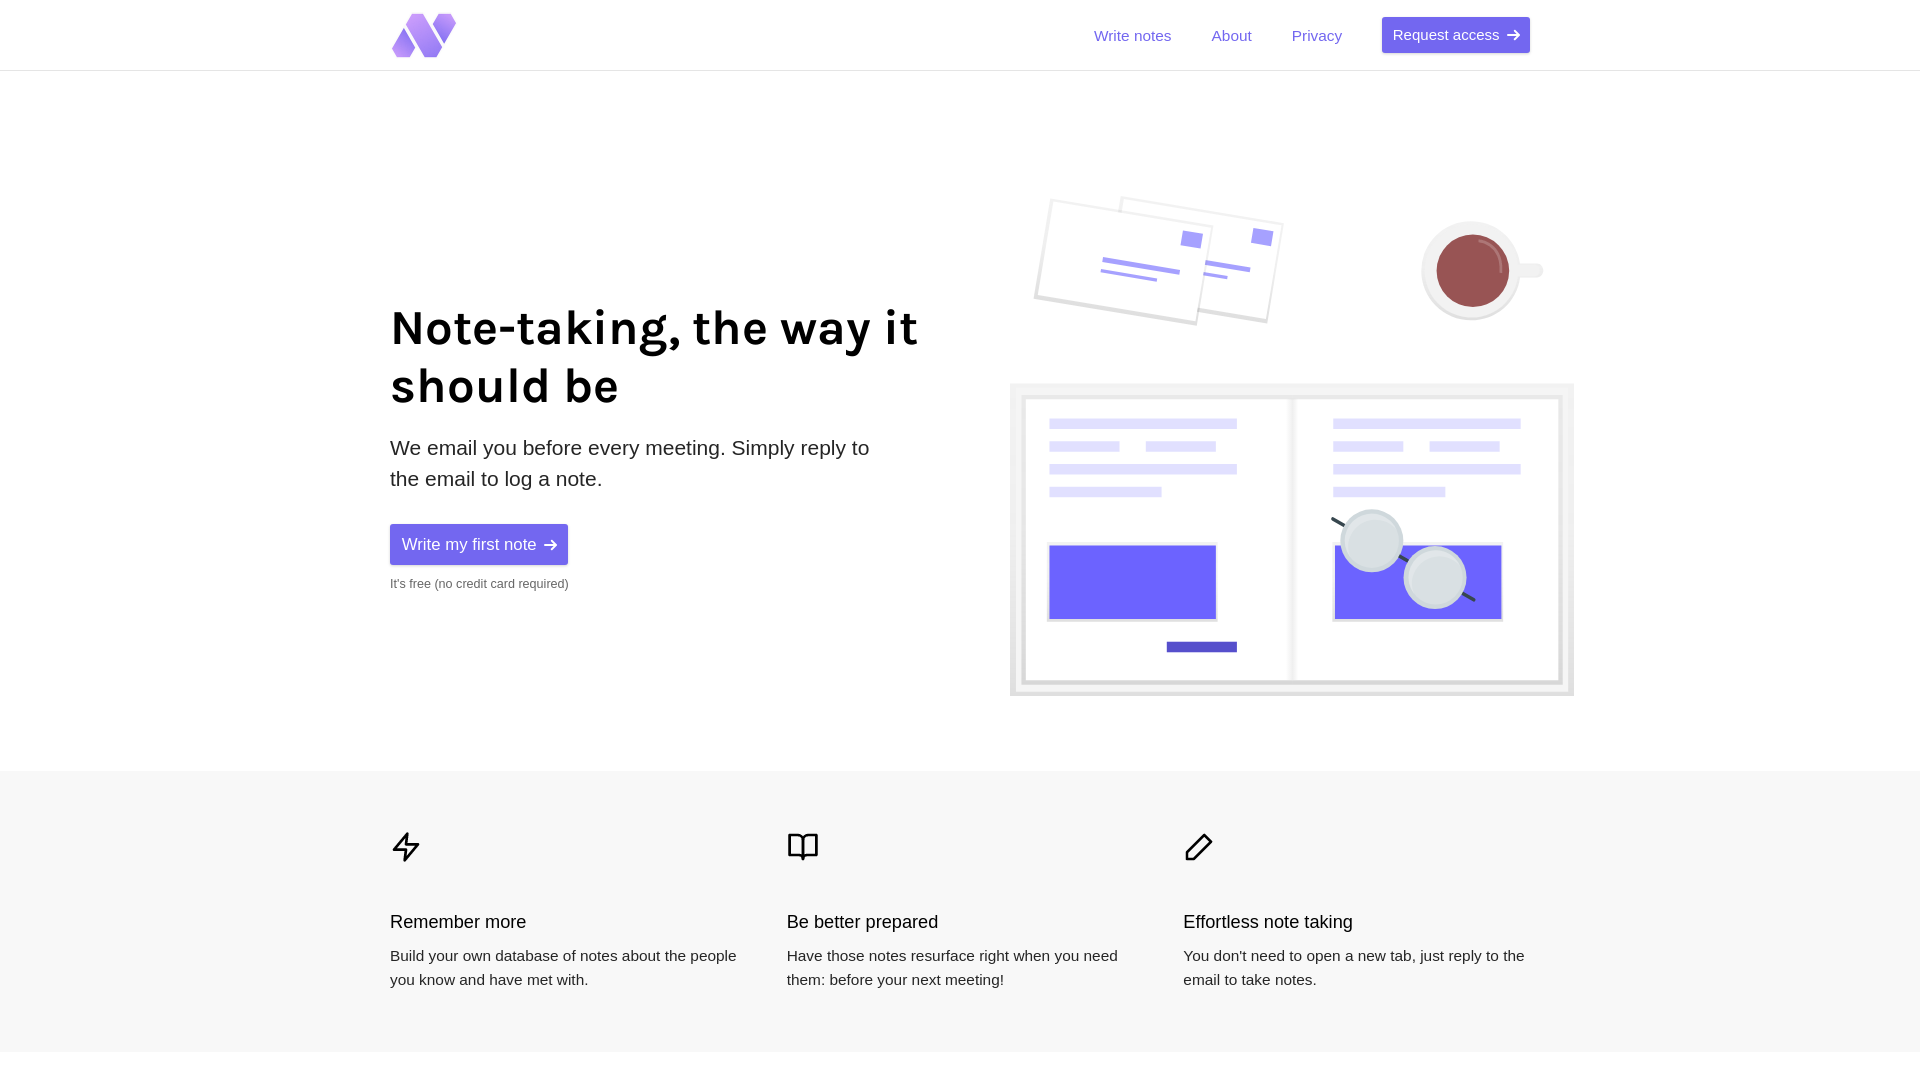 Write notes
About
Privacy
Request access
Note-taking, the way it
should be
We email you before every meeting. Simply reply to
the email to log a note.
Write my first note
It's free (no credit card required)
Remember more
Build your own database of notes about the people
you know and have met with.
Be better prepared
Have those notes resurface right when you need
them: before your next meeting!
Effortless note taking
You don't need to open a new tab, just reply to the
email to take notes.